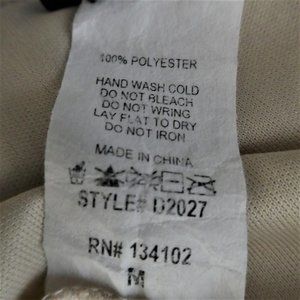 100% POLYESTER
HAND WASH COLD
DO NOT BLEACH
DO NOT WRING
LAY FLAT TO DRY
DO NOT IRON
MADE IN CHINA
STYLE# D2027
RN# 134102
M